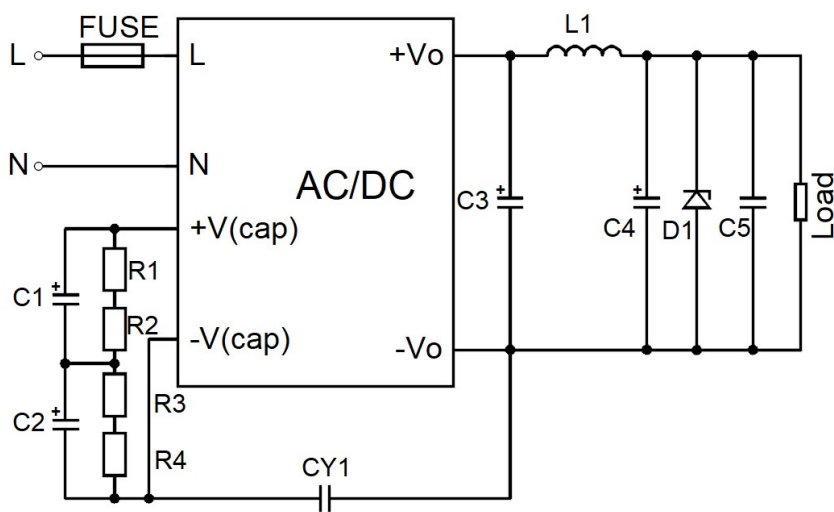 FUSE
L
L
+Vo
L1
N
N
AC/DC
C3
C4
D1
C5
Load
+V(cap)
C1
R1
R2
-V(cap)
-Vo
C2
R3
R4
CY1
+
+
+
+